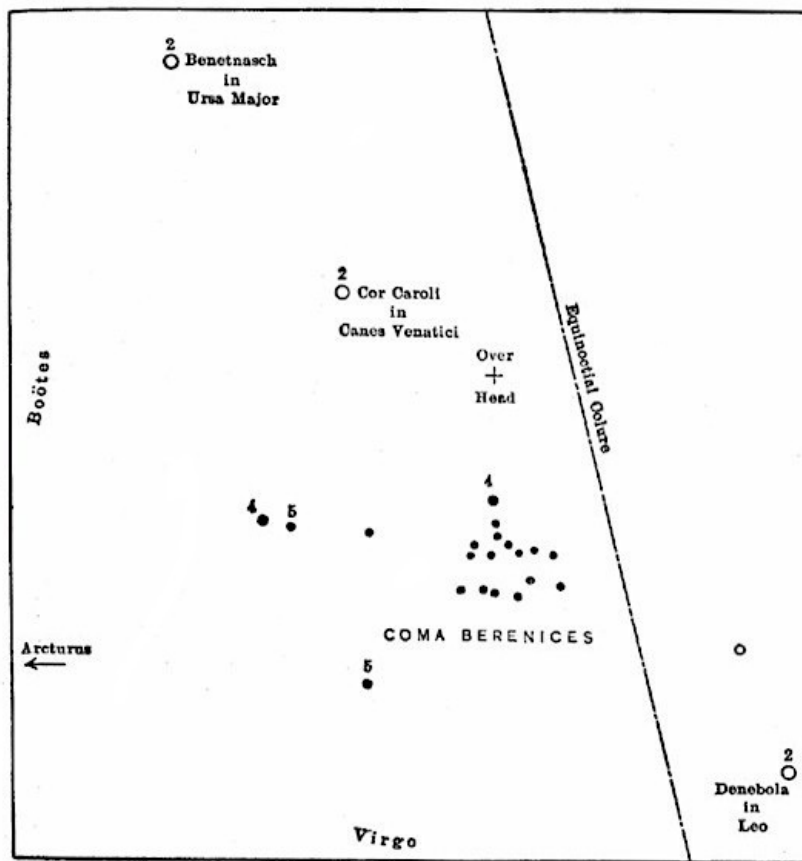 2
Benetnasch
in
Ursa Major
2
Cor Caroli
in
Canes Venatici
Over
Head
Equinoctial Colure
Boötes
4
4
5
COMA BERENICES
Arcturus
5
2
Denebola
in
Leo
Virgo